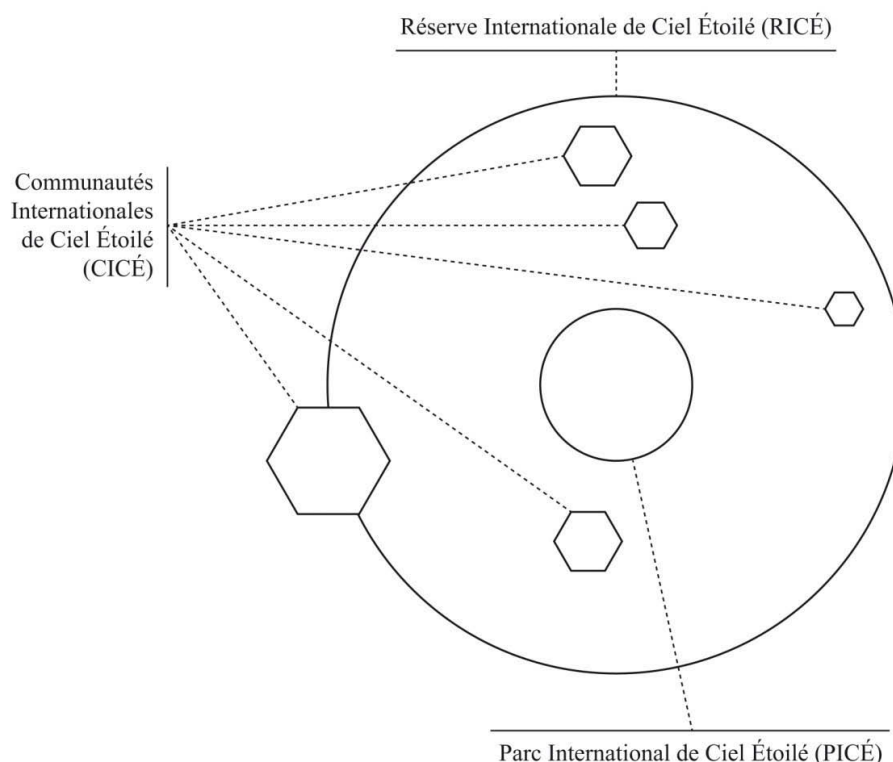 Réserve Internationale de Ciel Étoilé (RICÉ)
Communautés
Internationales
de Ciel Étoilé
(CICÉ)
Parc International de Ciel Étoilé (PICÉ)